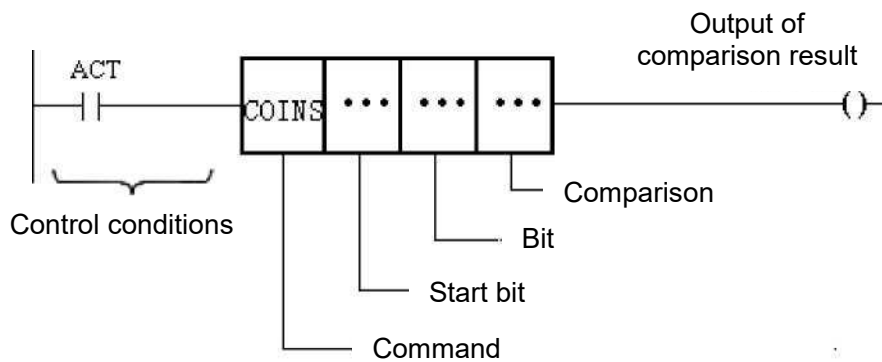 Output of
comparison result
ACT
COINS ••• ••• •••
( )
Comparison
Control conditions
Bit
Start bit
Command